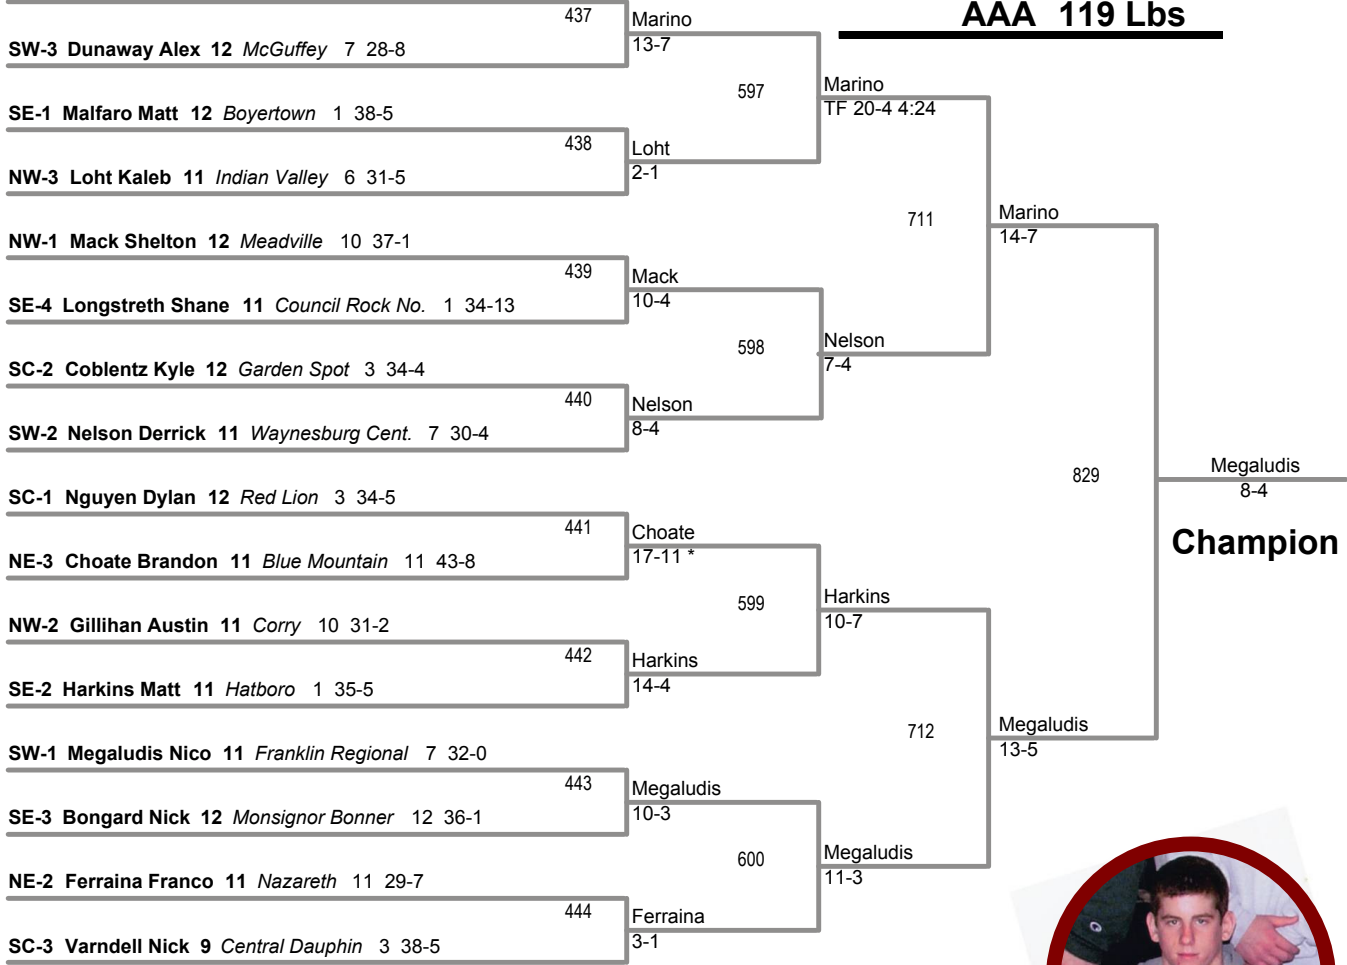 AAA 119 Lbs
437
Marino
13-7
SW-3 Dunaway Alex 12 McGuffey 7 28-8
597
Marino
TF 20-4 4:24
SE-1 Malfaro Matt 12 Boyertown 1 38-5
438
Loht
2-1
NW-3 Loht Kaleb 11 Indian Valley 6 31-5
711
Marino
14-7
NW-1 Mack Shelton 12 Meadville 10 37-1
439
Mack
10-4
SE-4 Longstreth Shane 11 Council Rock No. 1 34-13
598
Nelson
7-4
SC-2 Coblentz Kyle 12 Garden Spot 3 34-4
440
Nelson
8-4
SW-2 Nelson Derrick 11 Waynesburg Cent. 7 30-4
829
Megaludis
8-4
Champion
SC-1 Nguyen Dylan 12 Red Lion 3 34-5
441
Choate
17-11 *
NE-3 Choate Brandon 11 Blue Mountain 11 43-8
599
Harkins
10-7
NW-2 Gillihan Austin 11 Corry 10 31-2
442
Harkins
14-4
SE-2 Harkins Matt 11 Hatboro 1 35-5
712
Megaludis
13-5
SW-1 Megaludis Nico 11 Franklin Regional 7 32-0
443
Megaludis
10-3
SE-3 Bongard Nick 12 Monsignor Bonner 12 36-1
600
Megaludis
11-3
NE-2 Ferraina Franco 11 Nazareth 11 29-7
444
Ferraina
3-1
SC-3 Varndell Nick 9 Central Dauphin 3 38-5